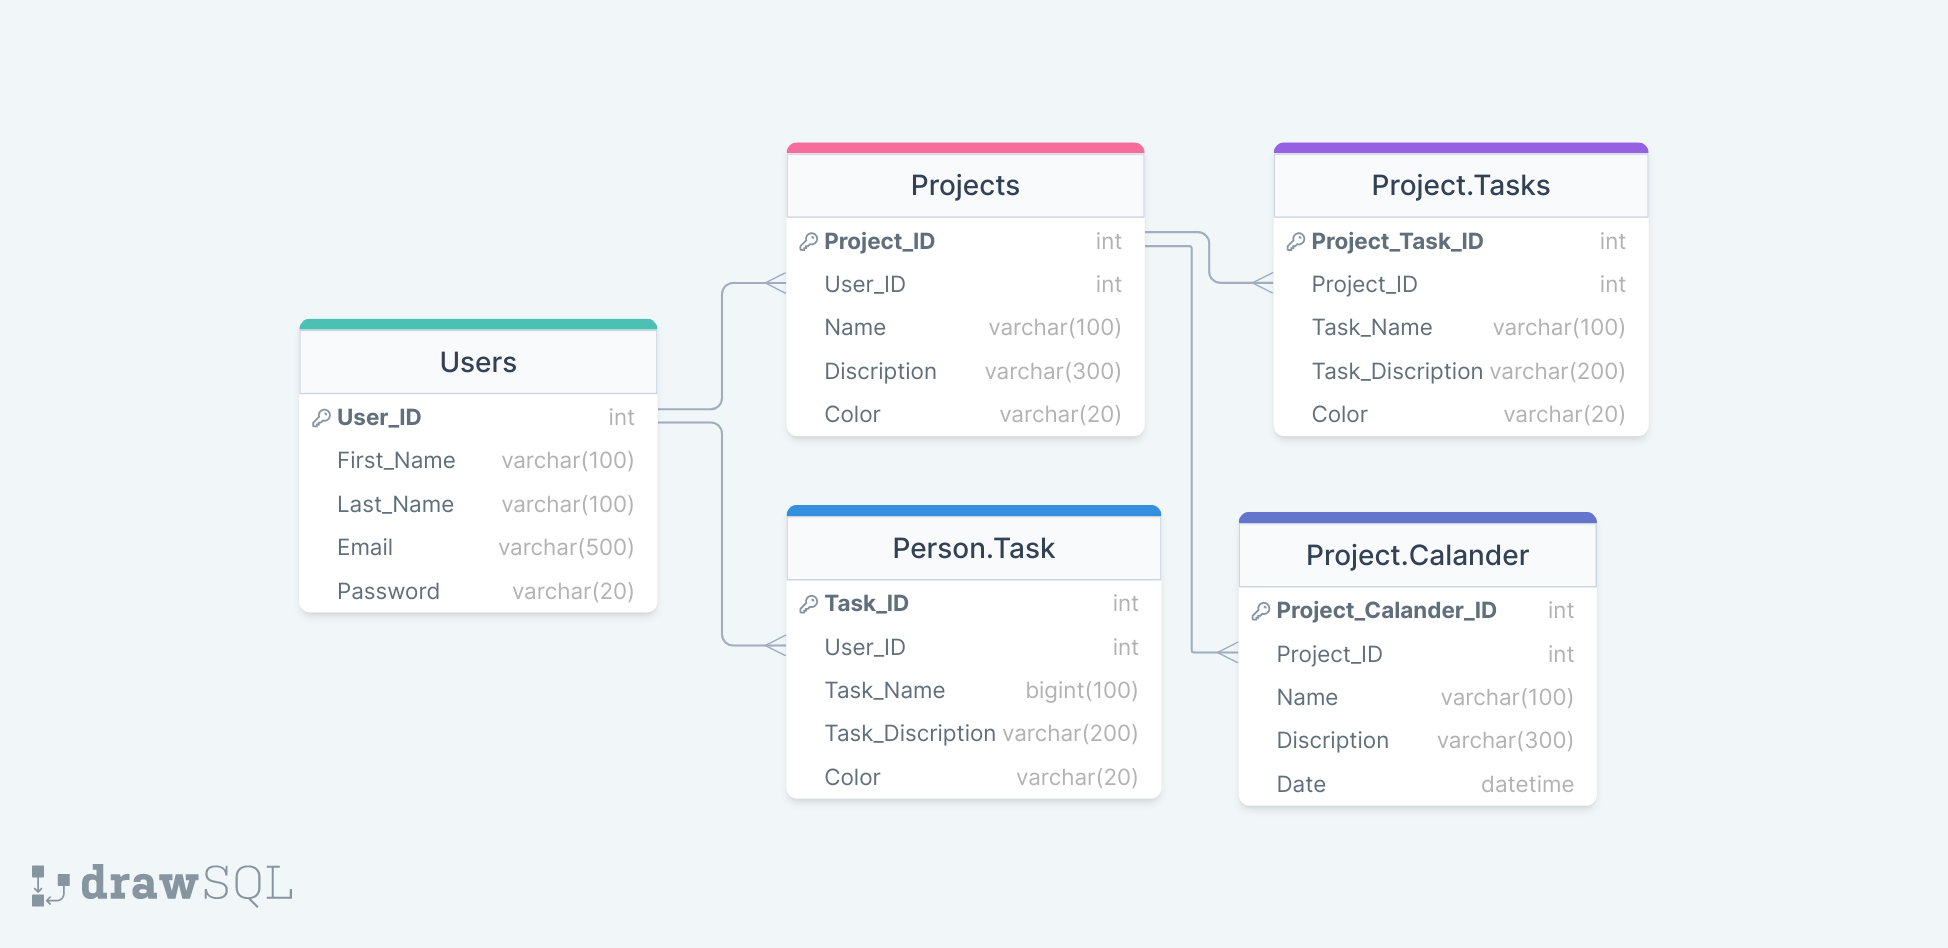 Users
User_ID int
First_Name varchar(100)
Last_Name varchar(100)
Email varchar(500)
Password varchar(20)
Projects
Project_ID int
User_ID int
Name varchar(100)
Discription varchar(300)
Color varchar(20)
Person.Task
Task_ID int
User_ID int
Task_Name bigint(100)
Task_Discription varchar(200)
Color varchar(20)
Project.Tasks
Project_Task_ID int
Project_ID int
Task_Name varchar(100)
Task_Discription varchar(200)
Color varchar(20)
Project.Calander
Project_Calander_ID int
Project_ID int
Name varchar(100)
Discription varchar(300)
Date datetime
drawSQL